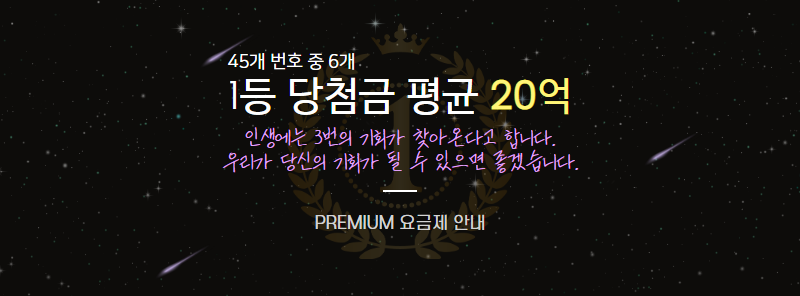 45개 번호 중 6개
1등 당첨금 평균 20억
인생에는 3번의 기회가 찾아온다고 합니다.
우리가 당신의 기회가 될 수 있으면 좋겠습니다.
PREMIUM 요금제 안내